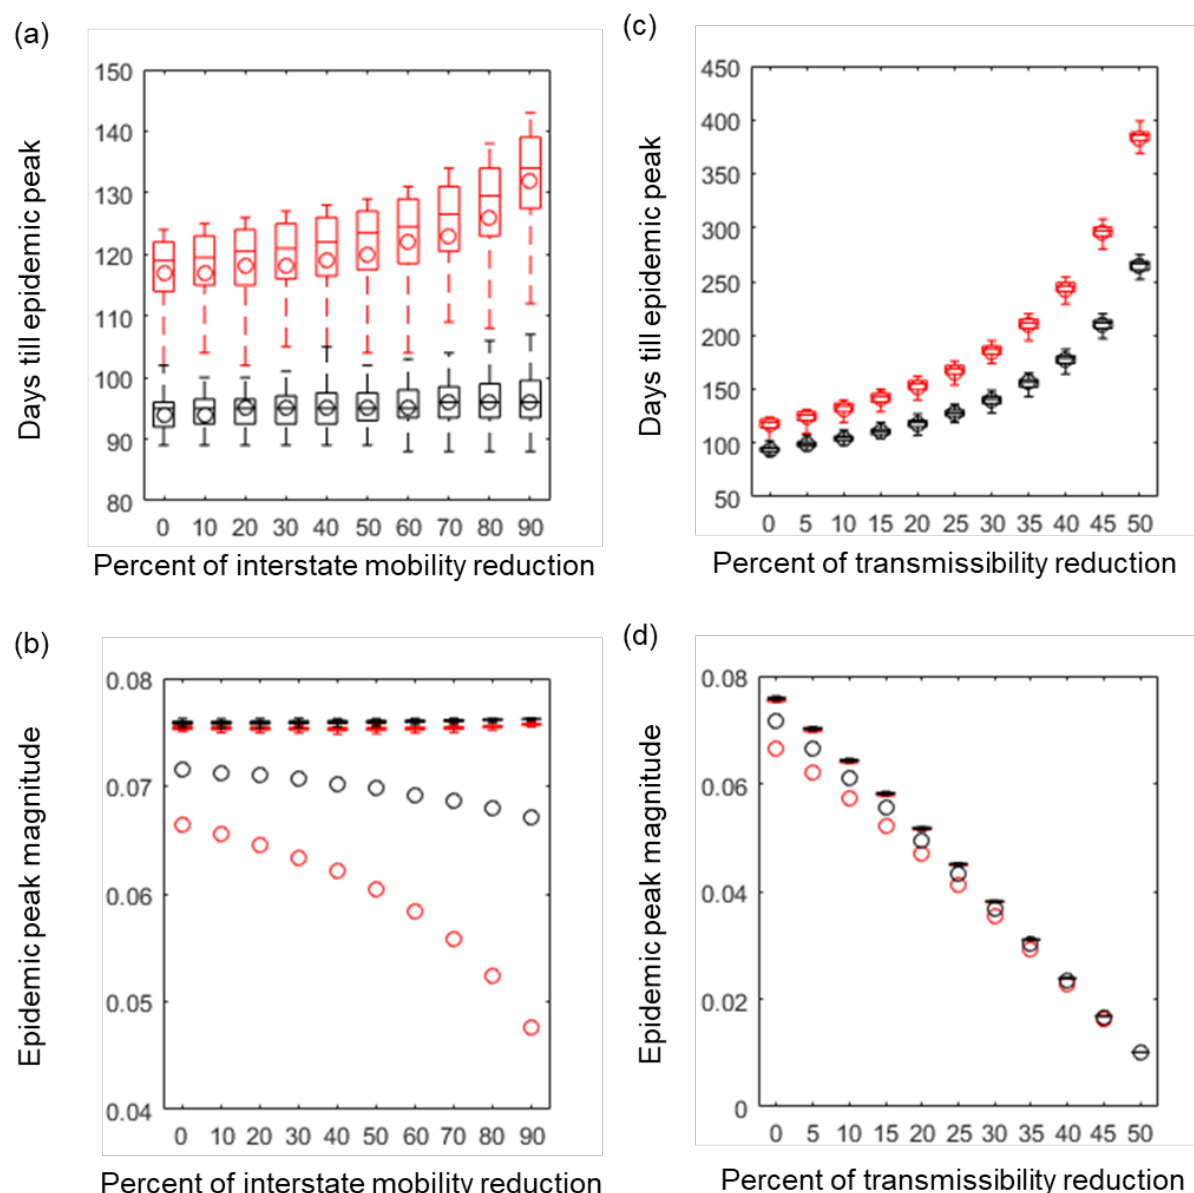 (a)
150
140
130
120
110
100
90
80
Days till epidemic peak
0 10 20 30 40 50 60 70 80 90
Percent of interstate mobility reduction
(c)
450
400
350
300
250
200
150
100
50
Days till epidemic peak
0 5 10 15 20 25 30 35 40 45 50
Percent of transmissibility reduction
(b)
0.08
0.07
0.06
0.05
0.04
Epidemic peak magnitude
0 10 20 30 40 50 60 70 80 90
Percent of interstate mobility reduction
(d)
0.08
0.06
0.04
0.02
0
Epidemic peak magnitude
0 5 10 15 20 25 30 35 40 45 50
Percent of transmissibility reduction